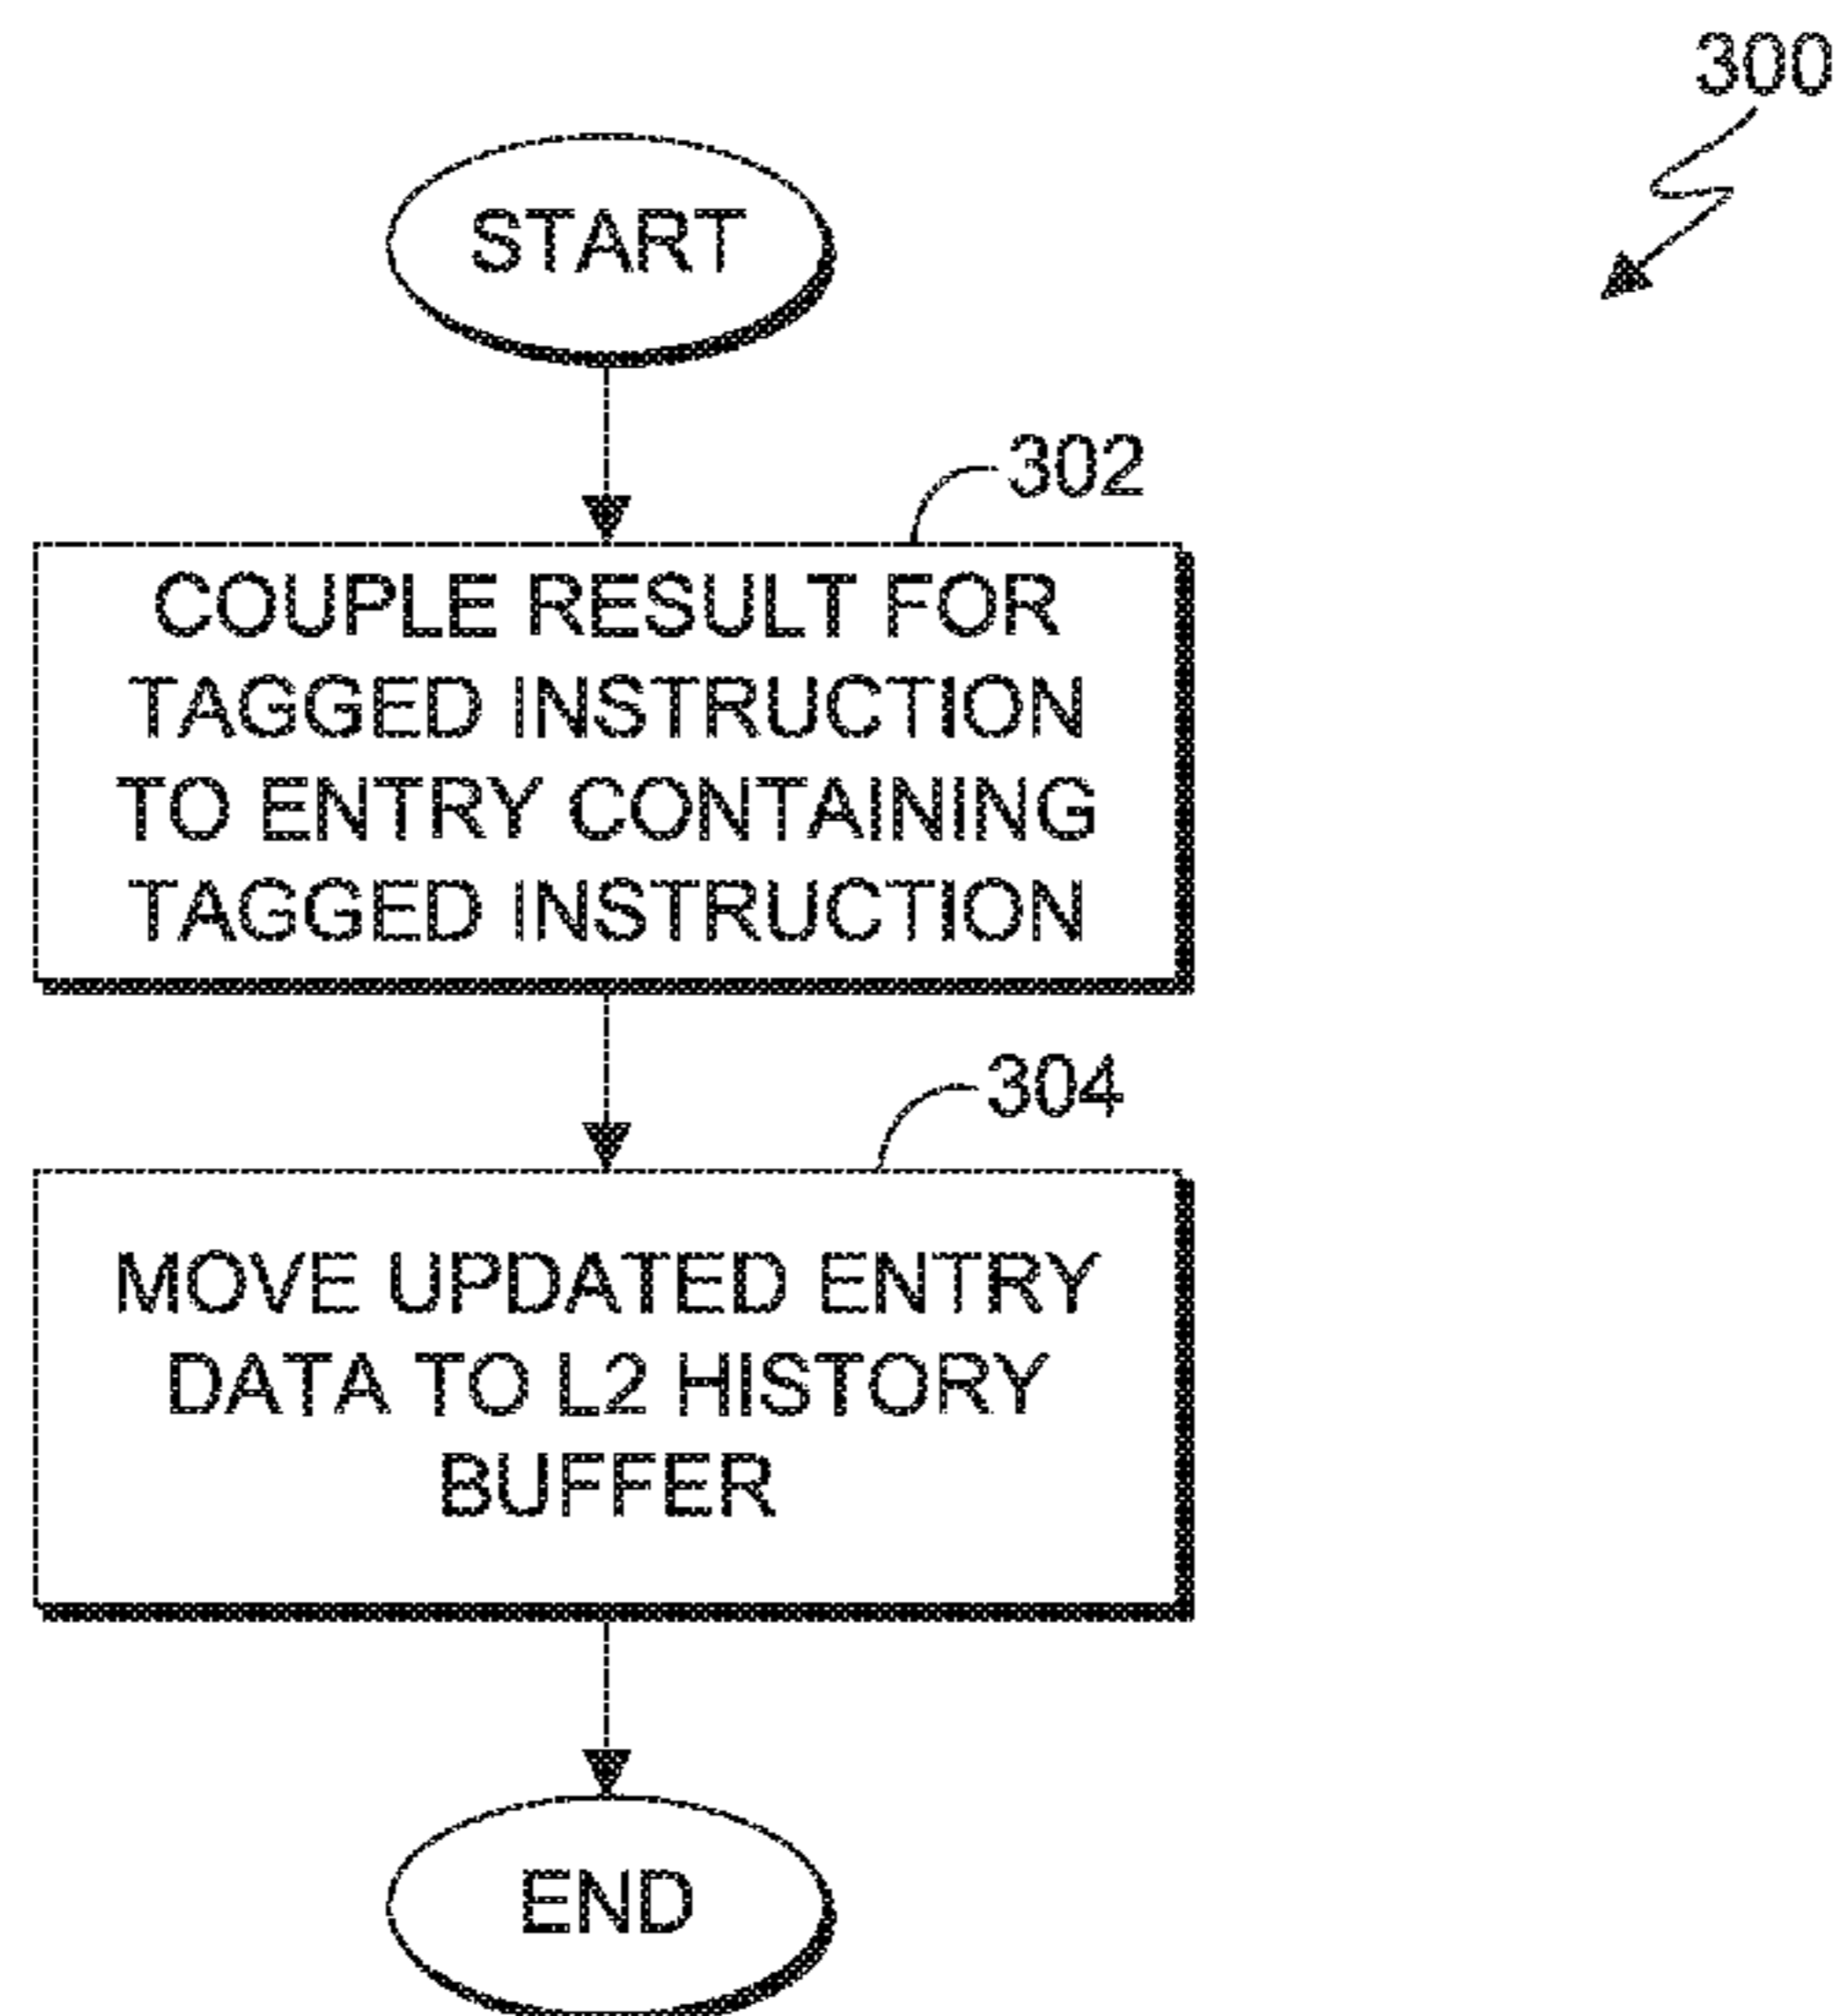 300
START
302
COUPLE RESULT FOR
TAGGED INSTRUCTION
TO ENTRY CONTAINING
TAGGED INSTRUCTION
304
MOVE UPDATED ENTRY
DATA TO L2 HISTORY
BUFFER
END